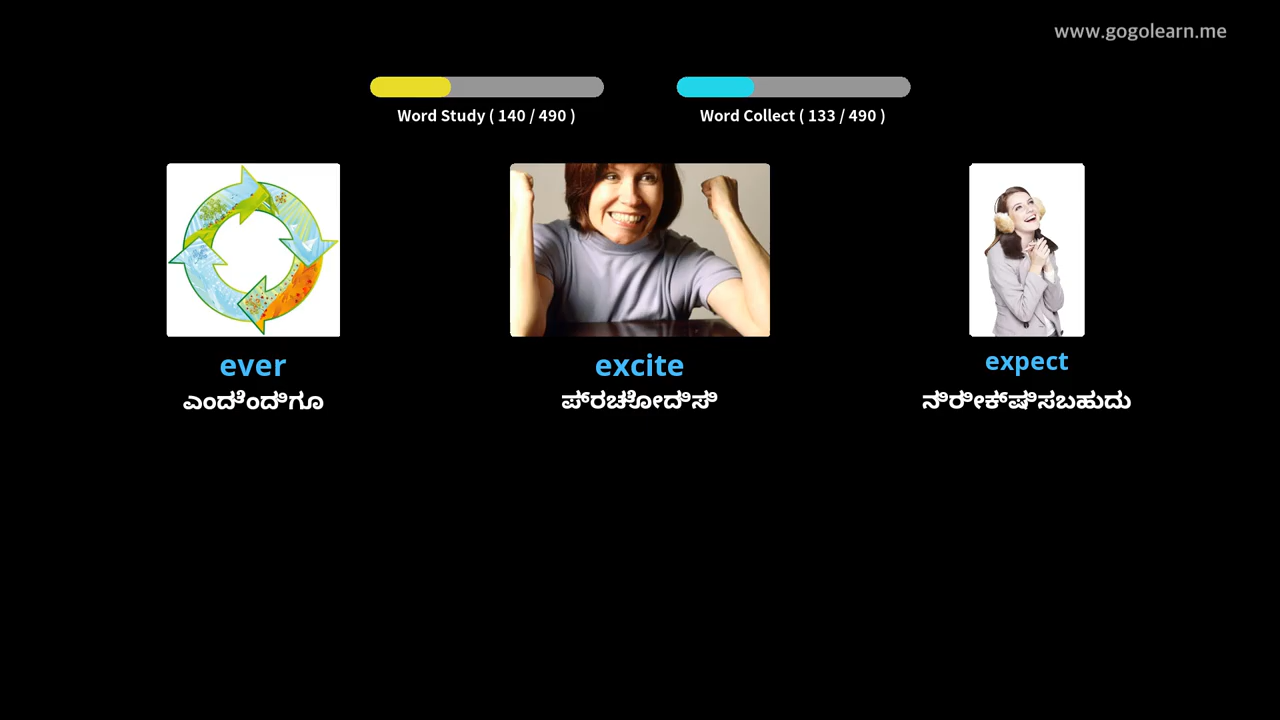 www.gogolearn.me
Word Study ( 140 / 490 )
Word Collect ( 133 / 490 )
ever
excite
expect
ಎಂದೆಂದಿಗೂ
ಪ್ರಚೋದಿಸಿ
ನಿರೀಕ್ಷಿಸಬಹುದು